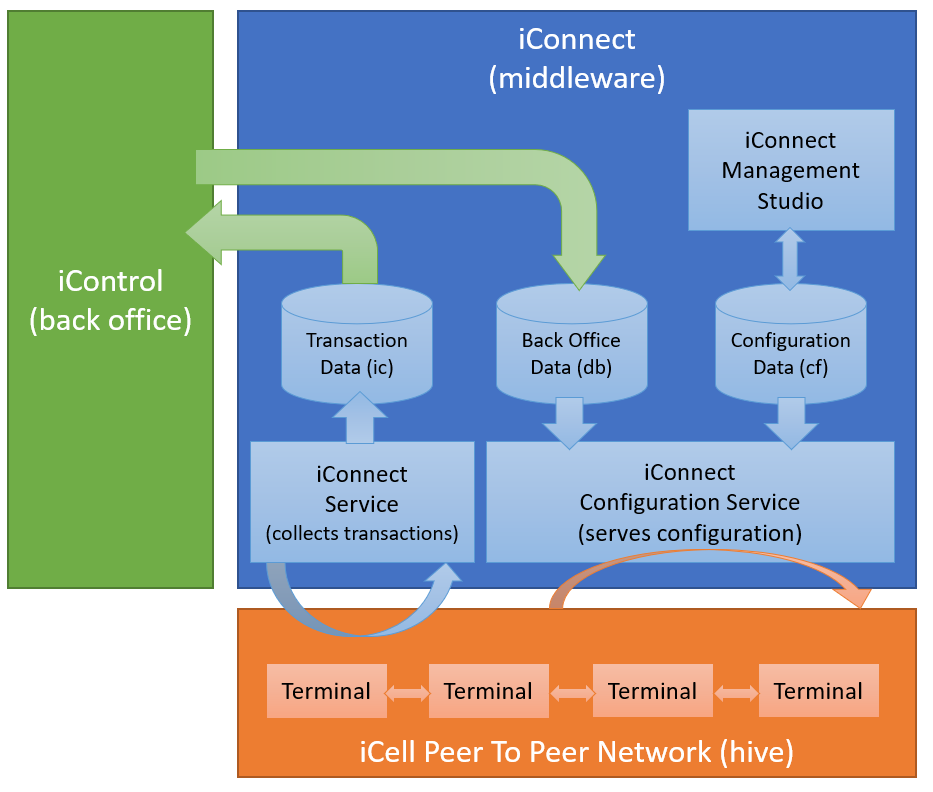 iConnect
(middleware)
iConnect
Management
Studio
iControl
(back office)
Transaction
Data (ic)
Back Office
Data (db)
Configuration
Data (cf)
iConnect
Service
(collects transactions)
iConnect
Configuration Service
(serves configuration)
Terminal
Terminal
Terminal
Terminal
iCell Peer To Peer Network (hive)